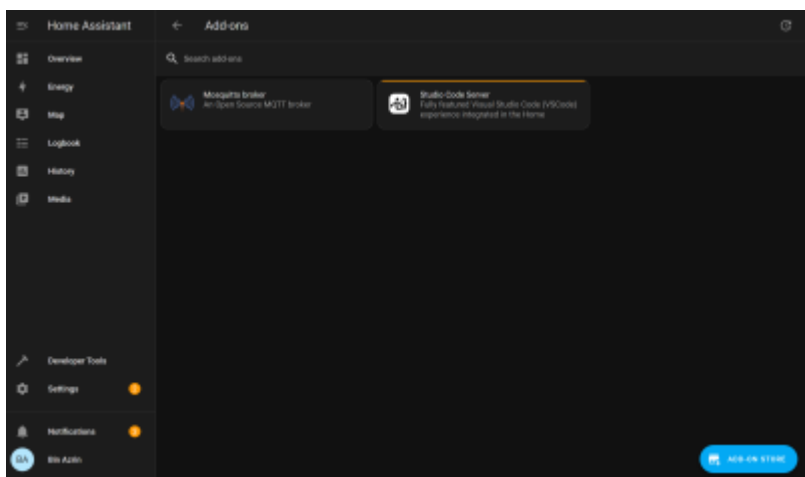 Home Assistant
Add-ons
Search add-ons
Overview
Energy
Map
Logbook
History
Media
Mosquitto broker
An Open Source MQTT broker
Studio Code Server
Fully featured Visual Studio Code (VSCode)
experience integrated in the Home
Developer Tools
Settings
Notifications
BA
Azlin
ADD-ON STORE